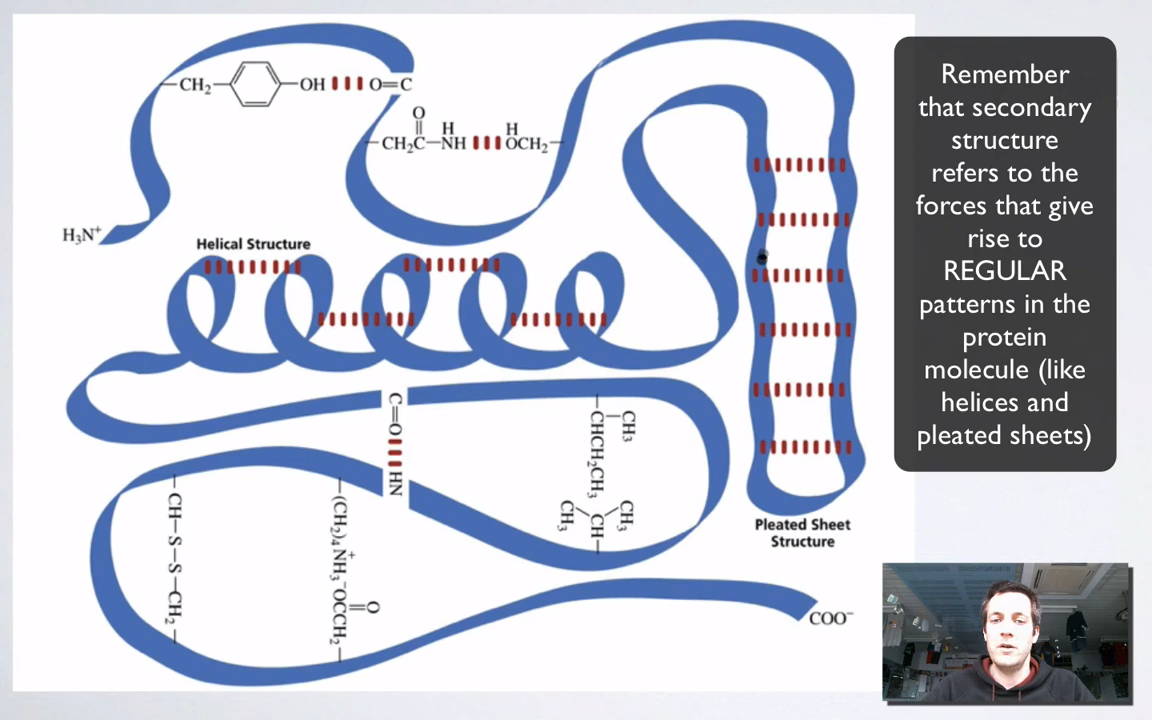 CH₂
OH
O=C
O
CH₂C
H
NH
H
OCH₂
H₃N⁺
Helical Structure
C=O
HN
CH₃
CHCH₂CH₃
CH₃
CH₃
CH
CH—S—S—CH₂
(CH₂)₄NH₃⁺ ⁻OCCH₂
O
Pleated Sheet
Structure
COO⁻
Remember
that secondary
structure
refers to the
forces that give
rise to
REGULAR
patterns in the
protein
molecule (like
helices and
pleated sheets)